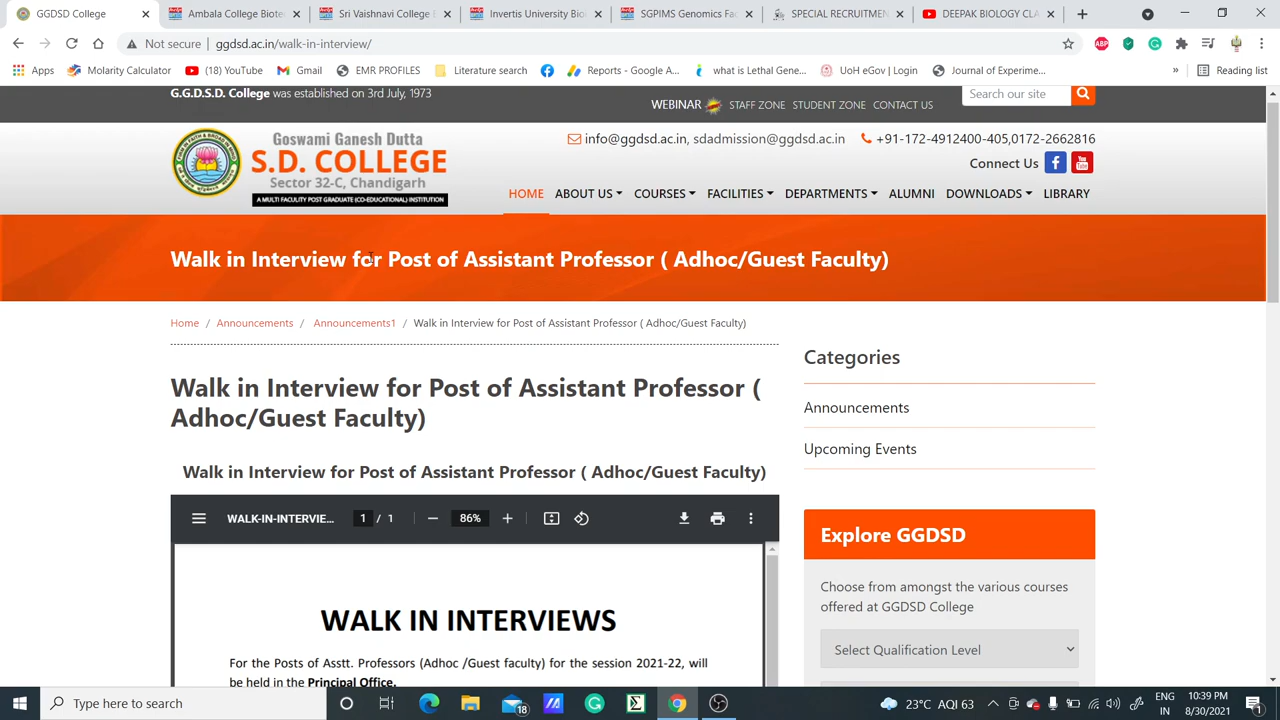 GGDSD College
Ambala College Biote
Sri Vaishnavi College
Invertis University Bio
SGPIMS Genomics Fa
SPECIAL RECRUITMEN
DEEPAK BIOLOGY CLA
Not secure | ggdsd.ac.in/walk-in-interview/
Apps
Molarity Calculator
(18) YouTube
Gmail
EMR PROFILES
Literature search
Reports - Google A...
what is Lethal Gene...
UoH eGov | Login
Journal of Experime...
»
Reading list
G.G.D.S.D. College was established on 3rd July, 1973
WEBINAR STAFF ZONE STUDENT ZONE CONTACT US
Search our site
Goswami Ganesh Dutta
S.D. COLLEGE
Sector 32-C, Chandigarh
A MULTI FACULTY POST GRADUATE (CO-EDUCATIONAL) INSTITUTION
info@ggdsd.ac.in, sdadmission@ggdsd.ac.in +91-172-4912400-405,0172-2662816
Connect Us
HOME ABOUT US COURSES FACILITIES DEPARTMENTS ALUMNI DOWNLOADS LIBRARY
Walk in Interview for Post of Assistant Professor ( Adhoc/Guest Faculty)
Home / Announcements / Announcements1 / Walk in Interview for Post of Assistant Professor ( Adhoc/Guest Faculty)
Walk in Interview for Post of Assistant Professor (
Adhoc/Guest Faculty)
Walk in Interview for Post of Assistant Professor ( Adhoc/Guest Faculty)
WALK-IN-INTERVIE... 1 / 1 86%
WALK IN INTERVIEWS
For the Posts of Asstt. Professors (Adhoc /Guest faculty) for the session 2021-22, will
be held in the Principal Office.
Categories
Announcements
Upcoming Events
Explore GGDSD
Choose from amongst the various courses
offered at GGDSD College
Select Qualification Level
Type here to search
18
23°C AQI 63
ENG
IN
10:39 PM
8/30/2021
1